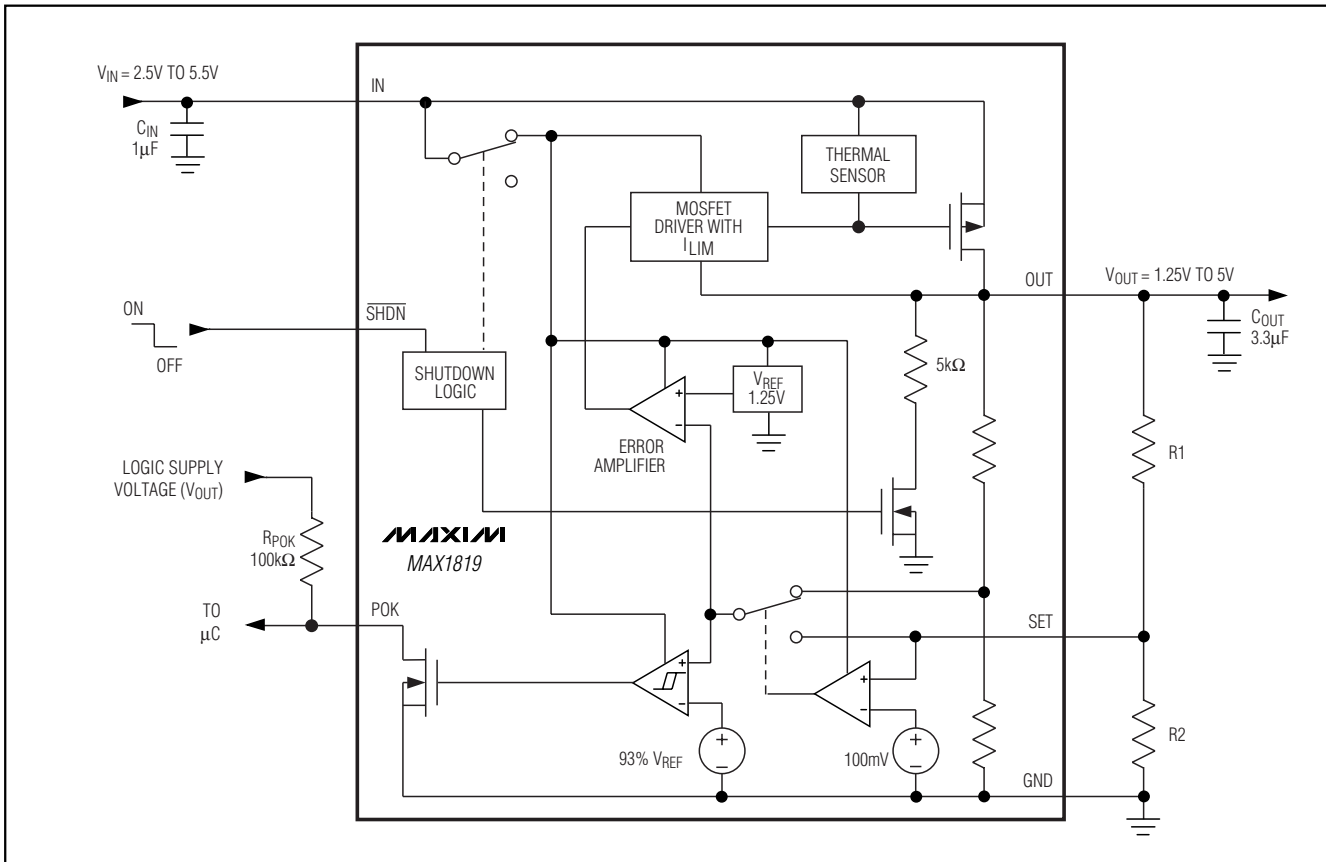 V_IN = 2.5V TO 5.5V
IN
C_IN
1µF
THERMAL
SENSOR
MOSFET
DRIVER WITH
I_LIM
OUT
V_OUT = 1.25V TO 5V
C_OUT
3.3µF
ON
OFF
S̅H̅D̅N̅
SHUTDOWN
LOGIC
5kΩ
V_REF
1.25V
+
−
ERROR
AMPLIFIER
R1
LOGIC SUPPLY
VOLTAGE (V_OUT)
R_POK
100kΩ
MAXIM
MAX1819
TO
µC
POK
SET
+
−
+
−
93% V_REF
+
−
100mV
+
−
R2
GND